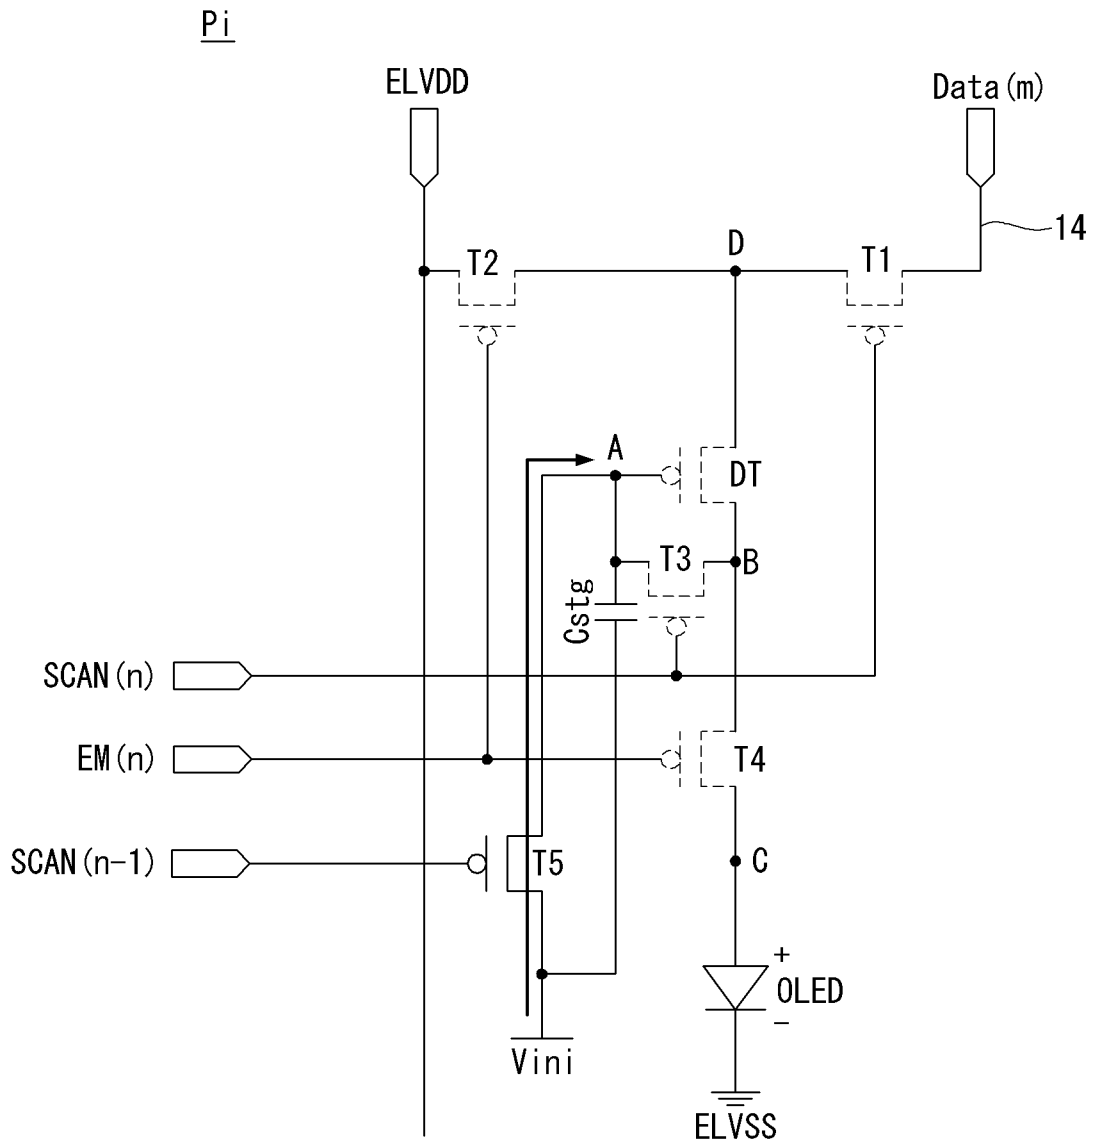 Pi
ELVDD
Data(m)
14
T2
D
T1
A
DT
T3
B
Cstg
SCAN(n)
EM(n)
T4
SCAN(n-1)
T5
C
+
OLED
-
Vini
ELVSS